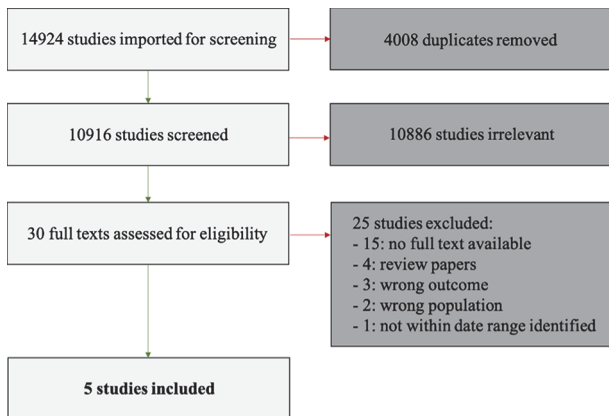 14924 studies imported for screening
4008 duplicates removed
10916 studies screened
10886 studies irrelevant
30 full texts assessed for eligibility
25 studies excluded:
- 15: no full text available
- 4: review papers
- 3: wrong outcome
- 2: wrong population
- 1: not within date range identified
5 studies included